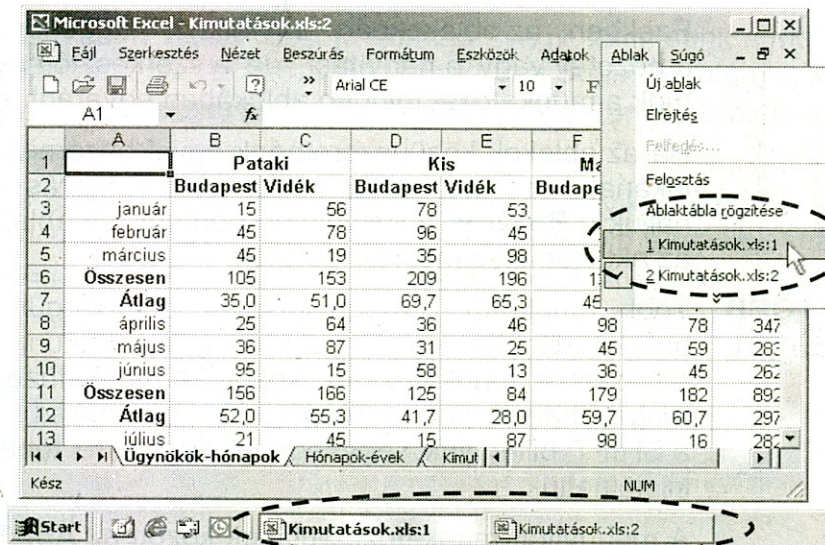 Microsoft Excel - Kimutatások.xls:2
Fájl Szerkesztés Nézet Beszúrás Formátum Eszközök Adatok Ablak Súgó
Arial CE 10 F
A1 fx
A B C D E F
1 Pataki Kis Ma
2 Budapest Vidék Budapest Vidék Budape
3 január 15 56 78 53
4 február 45 78 96 45
5 március 45 19 35 98
6 Összesen 105 153 209 196
7 Átlag 35,0 51,0 69,7 65,3 45
8 április 25 64 36 46 98 78 347
9 május 36 87 31 25 45 59 283
10 június 95 15 58 13 36 45 262
11 Összesen 156 166 125 84 179 182 892
12 Átlag 52,0 55,3 41,7 28,0 59,7 60,7 297
13 július 21 45 15 87 98 16 282
Új ablak
Elrejtés
Felfedés...
Felosztás
Ablaktábla rögzítése
1 Kimutatások.xls:1
2 Kimutatások.xls:2
Ügynökök-hónapok Hónapok-évek Kimut
Kész NUM
Start Kimutatások.xls:1 Kimutatások.xls:2